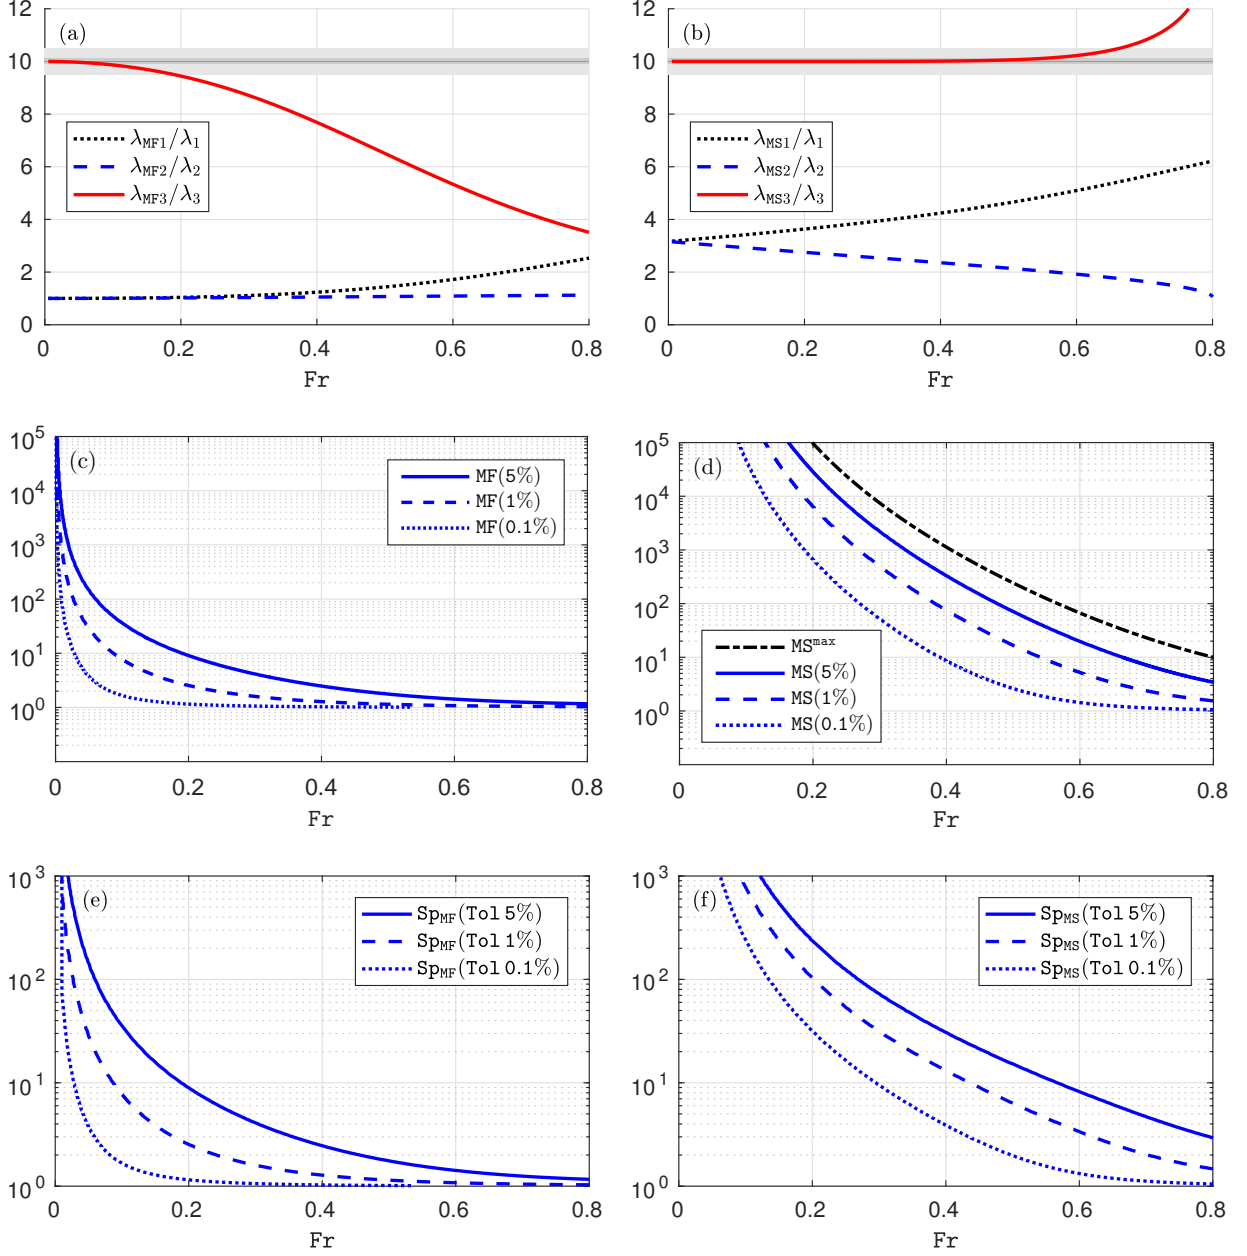 12
10
8
6
4
2
0
(a)
λMF1/λ1
λMF2/λ2
λMF3/λ3
0
0.2
0.4
0.6
0.8
Fr
12
10
8
6
4
2
0
(b)
λMS1/λ1
λMS2/λ2
λMS3/λ3
0
0.2
0.4
0.6
0.8
Fr
10^5
10^4
10^3
10^2
10^1
10^0
(c)
MF(5%)
MF(1%)
MF(0.1%)
0
0.2
0.4
0.6
0.8
Fr
10^5
10^4
10^3
10^2
10^1
10^0
(d)
MS^max
MS(5%)
MS(1%)
MS(0.1%)
0
0.2
0.4
0.6
0.8
Fr
10^3
10^2
10^1
10^0
(e)
SpMF(Tol 5%)
SpMF(Tol 1%)
SpMF(Tol 0.1%)
0
0.2
0.4
0.6
0.8
Fr
10^3
10^2
10^1
10^0
(f)
SpMS(Tol 5%)
SpMS(Tol 1%)
SpMS(Tol 0.1%)
0
0.2
0.4
0.6
0.8
Fr